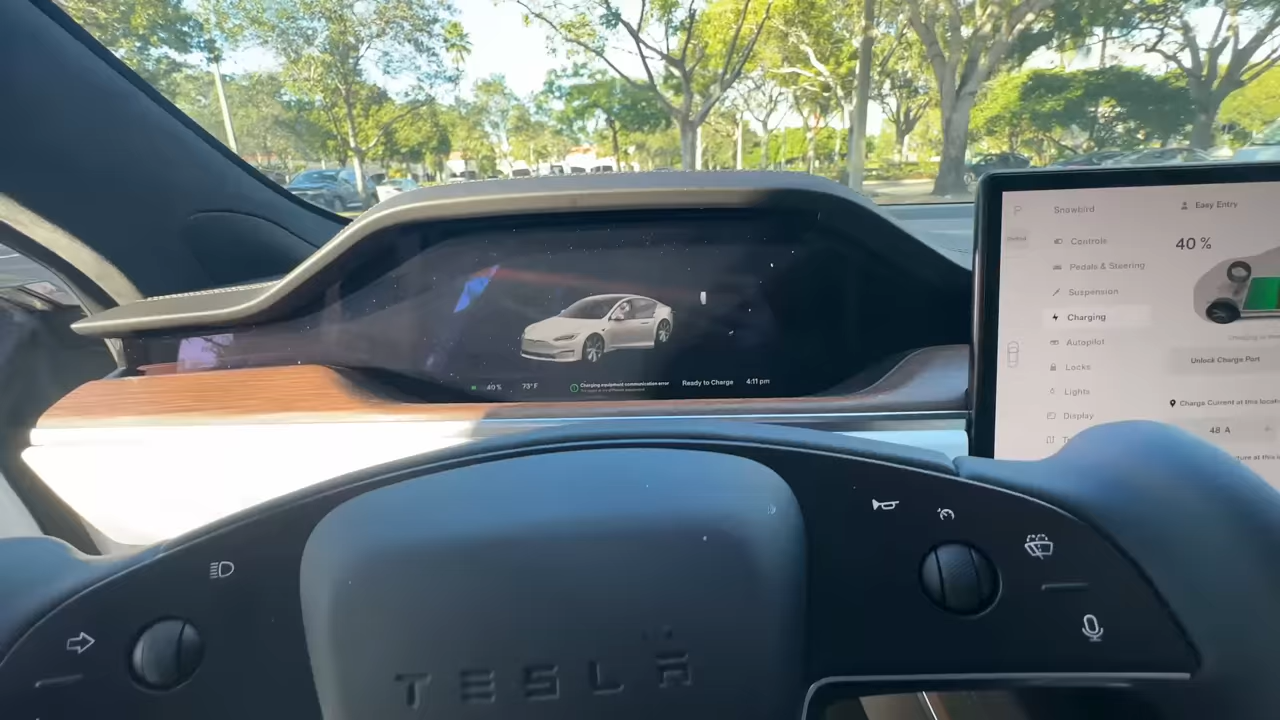 40%
73°F
Charging equipment communication error
Ready to Charge
4:11 pm
P
Snowbird
Easy Entry
Controls
Pedals & Steering
Suspension
Charging
Autopilot
Locks
Lights
Display
40 %
Unlock Charge Port
Charge Current at this locat
48 A
TESLA